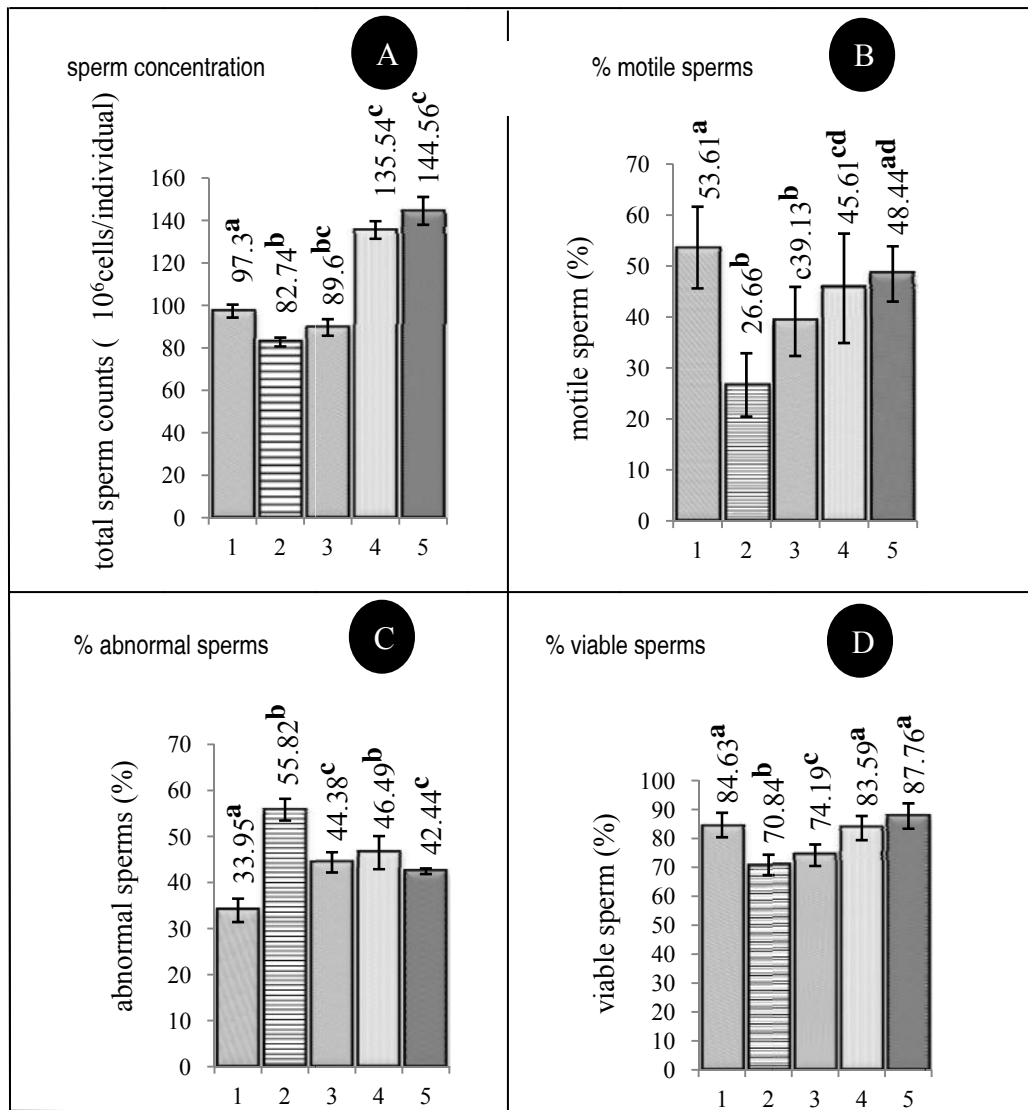 A
sperm concentration
total sperm counts ( 10⁶cells/individual)
160
140
120
100
80
60
40
20
0
97.3ᵃ
82.74ᵇ
89.6ᵇᶜ
135.54ᶜ
144.56ᶜ
1 2 3 4 5
B
% motile sperms
motile sperm (%)
70
60
50
40
30
20
10
0
53.61ᵃ
26.66ᵇ
c39.13ᵇ
45.61ᶜᵈ
48.44ᵃᵈ
1 2 3 4 5
C
% abnormal sperms
abnormal sperms (%)
70
60
50
40
30
20
10
0
33.95ᵃ
55.82ᵇ
44.38ᶜ
46.49ᵇ
42.44ᶜ
1 2 3 4 5
D
% viable sperms
viable sperm (%)
100
90
80
70
60
50
40
30
20
10
0
84.63ᵃ
70.84ᵇ
74.19ᶜ
83.59ᵃ
87.76ᵃ
1 2 3 4 5